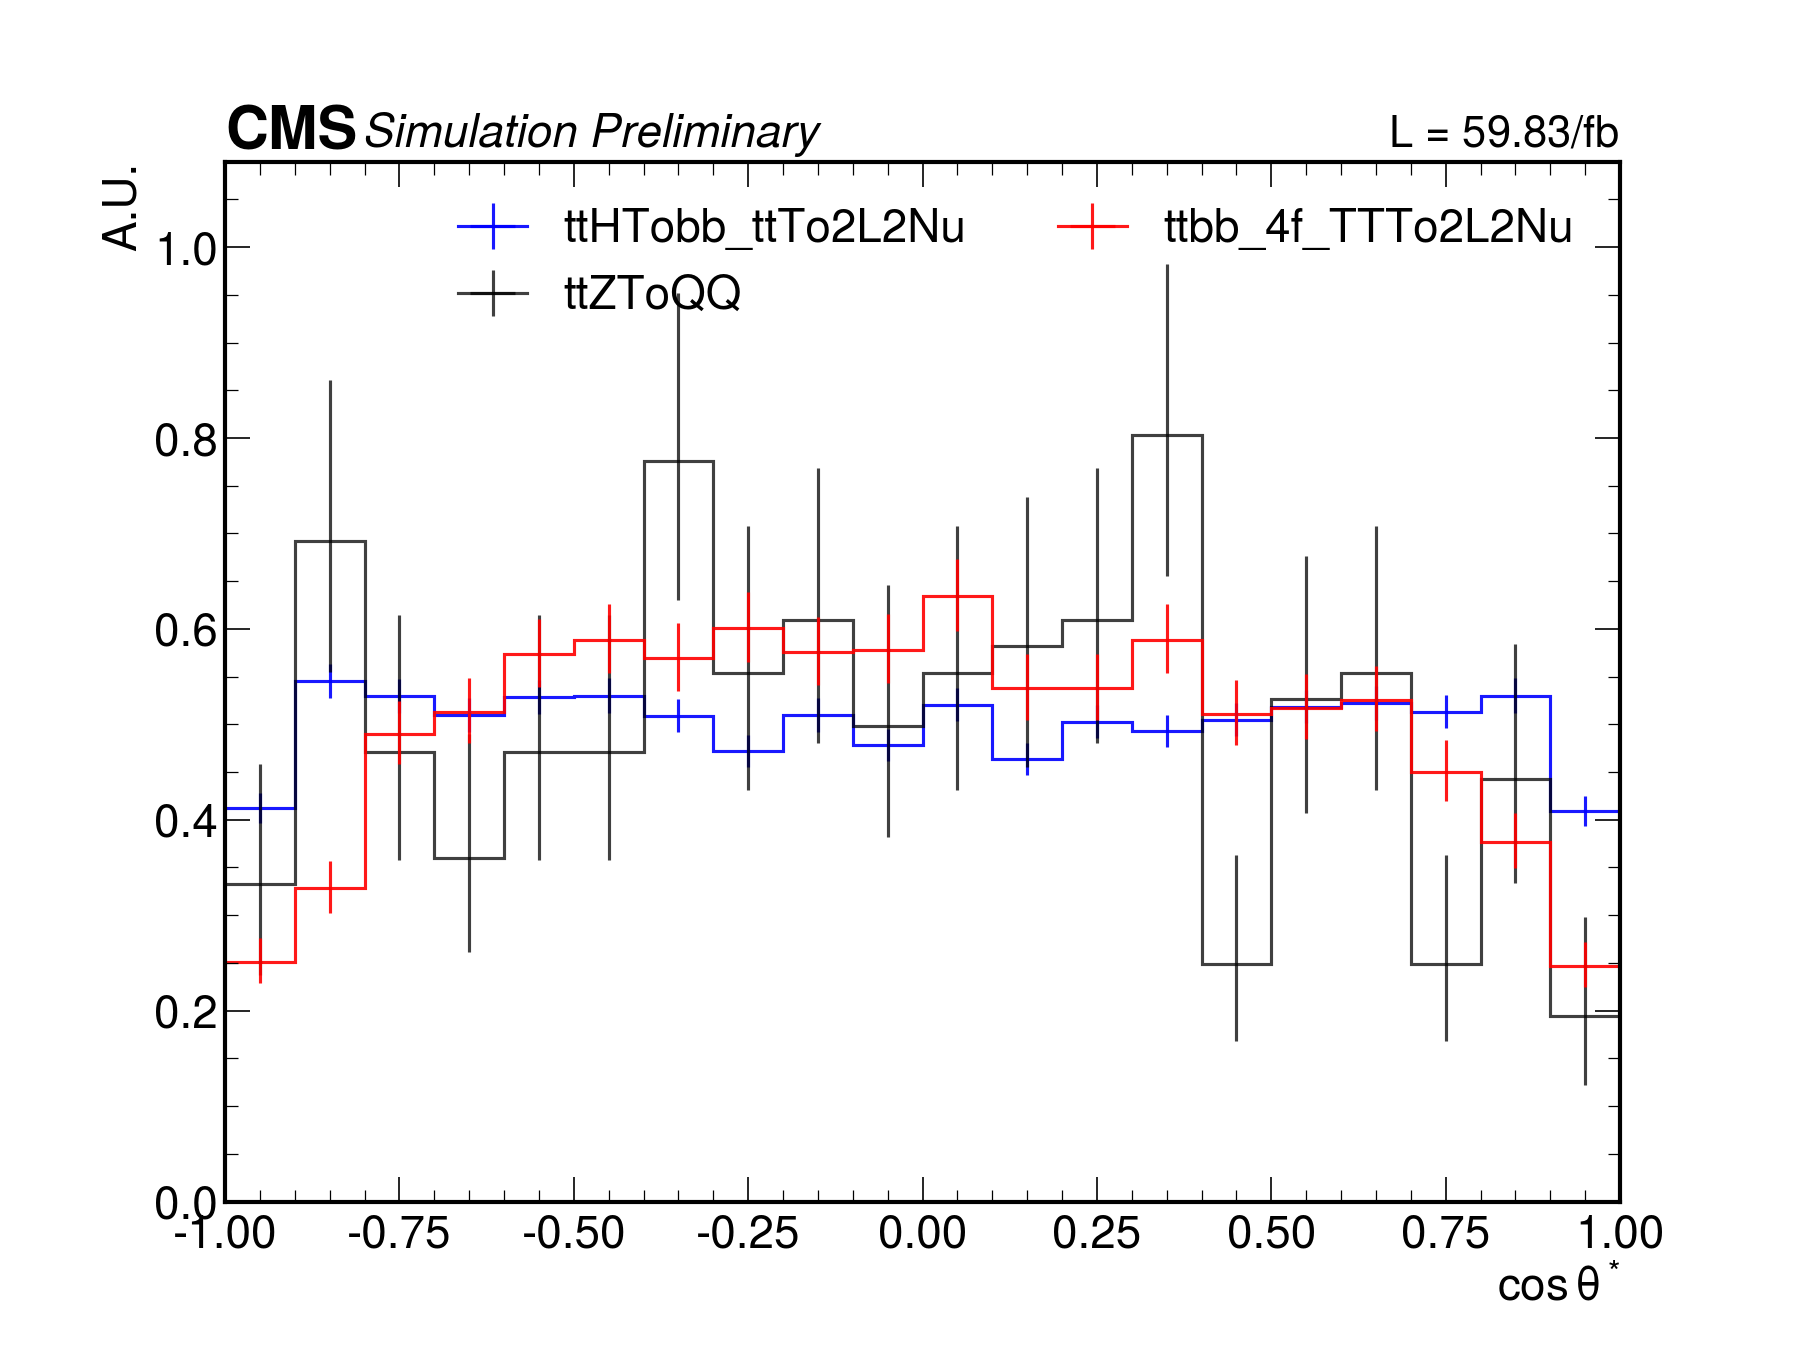 CMS Simulation Preliminary L = 59.83/fb
A.U.
ttHTobb_ttTo2L2Nu ttbb_4f_TTTo2L2Nu
ttZToQQ
1.0
0.8
0.6
0.4
0.2
0.0
-1.00 -0.75 -0.50 -0.25 0.00 0.25 0.50 0.75 1.00
cos θ*